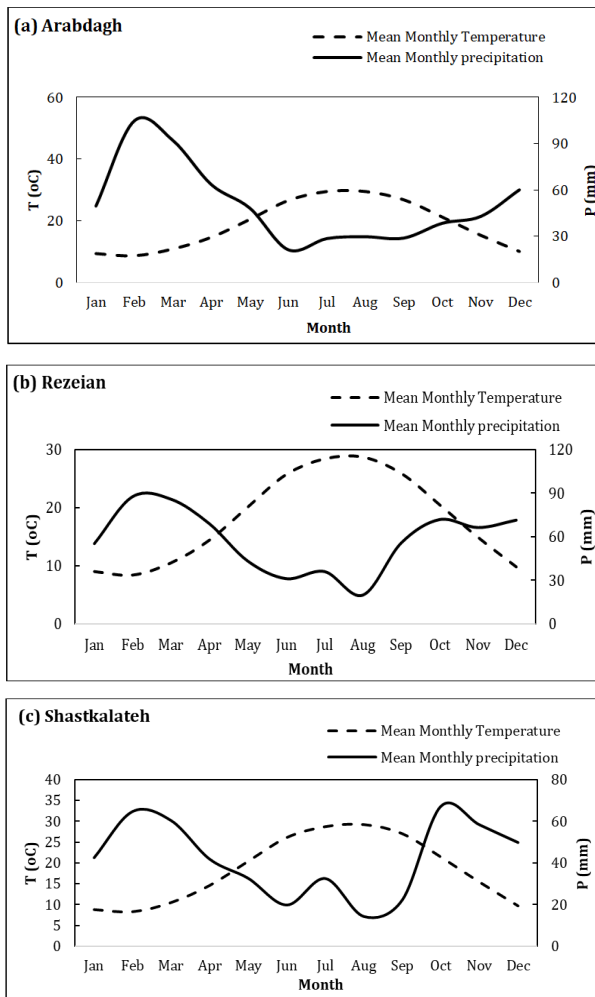 (a) Arabdagh
Mean Monthly Temperature
Mean Monthly precipitation
60
40
20
0
T (oC)
120
90
60
30
0
P (mm)
Jan Feb Mar Apr May Jun Jul Aug Sep Oct Nov Dec
Month
(b) Rezeian
Mean Monthly Temperature
Mean Monthly precipitation
30
20
10
0
T (oC)
120
90
60
30
0
P (mm)
Jan Feb Mar Apr May Jun Jul Aug Sep Oct Nov Dec
Month
(c) Shastkalateh
Mean Monthly Temperature
Mean Monthly precipitation
40
35
30
25
20
15
10
5
0
T (oC)
80
60
40
20
0
P (mm)
Jan Feb Mar Apr May Jun Jul Aug Sep Oct Nov Dec
Month